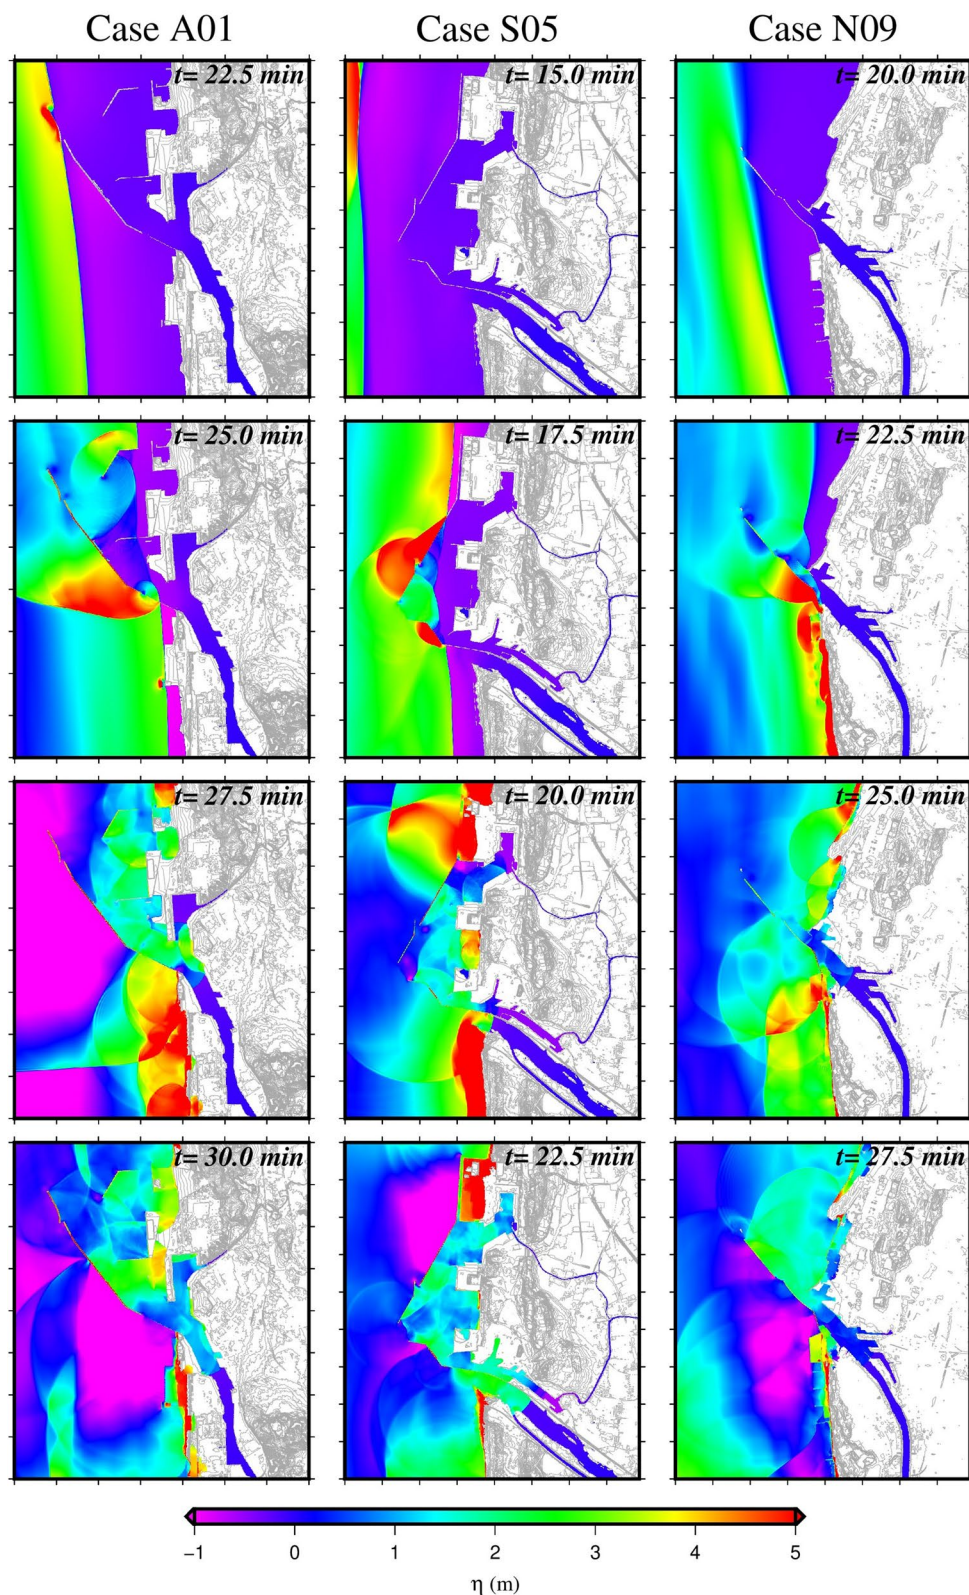 Case A01 Case S05 Case N09
t= 22.5 min t= 15.0 min t= 20.0 min
t= 25.0 min t= 17.5 min t= 22.5 min
t= 27.5 min t= 20.0 min t= 25.0 min
t= 30.0 min t= 22.5 min t= 27.5 min
−1 0 1 2 3 4 5
η (m)